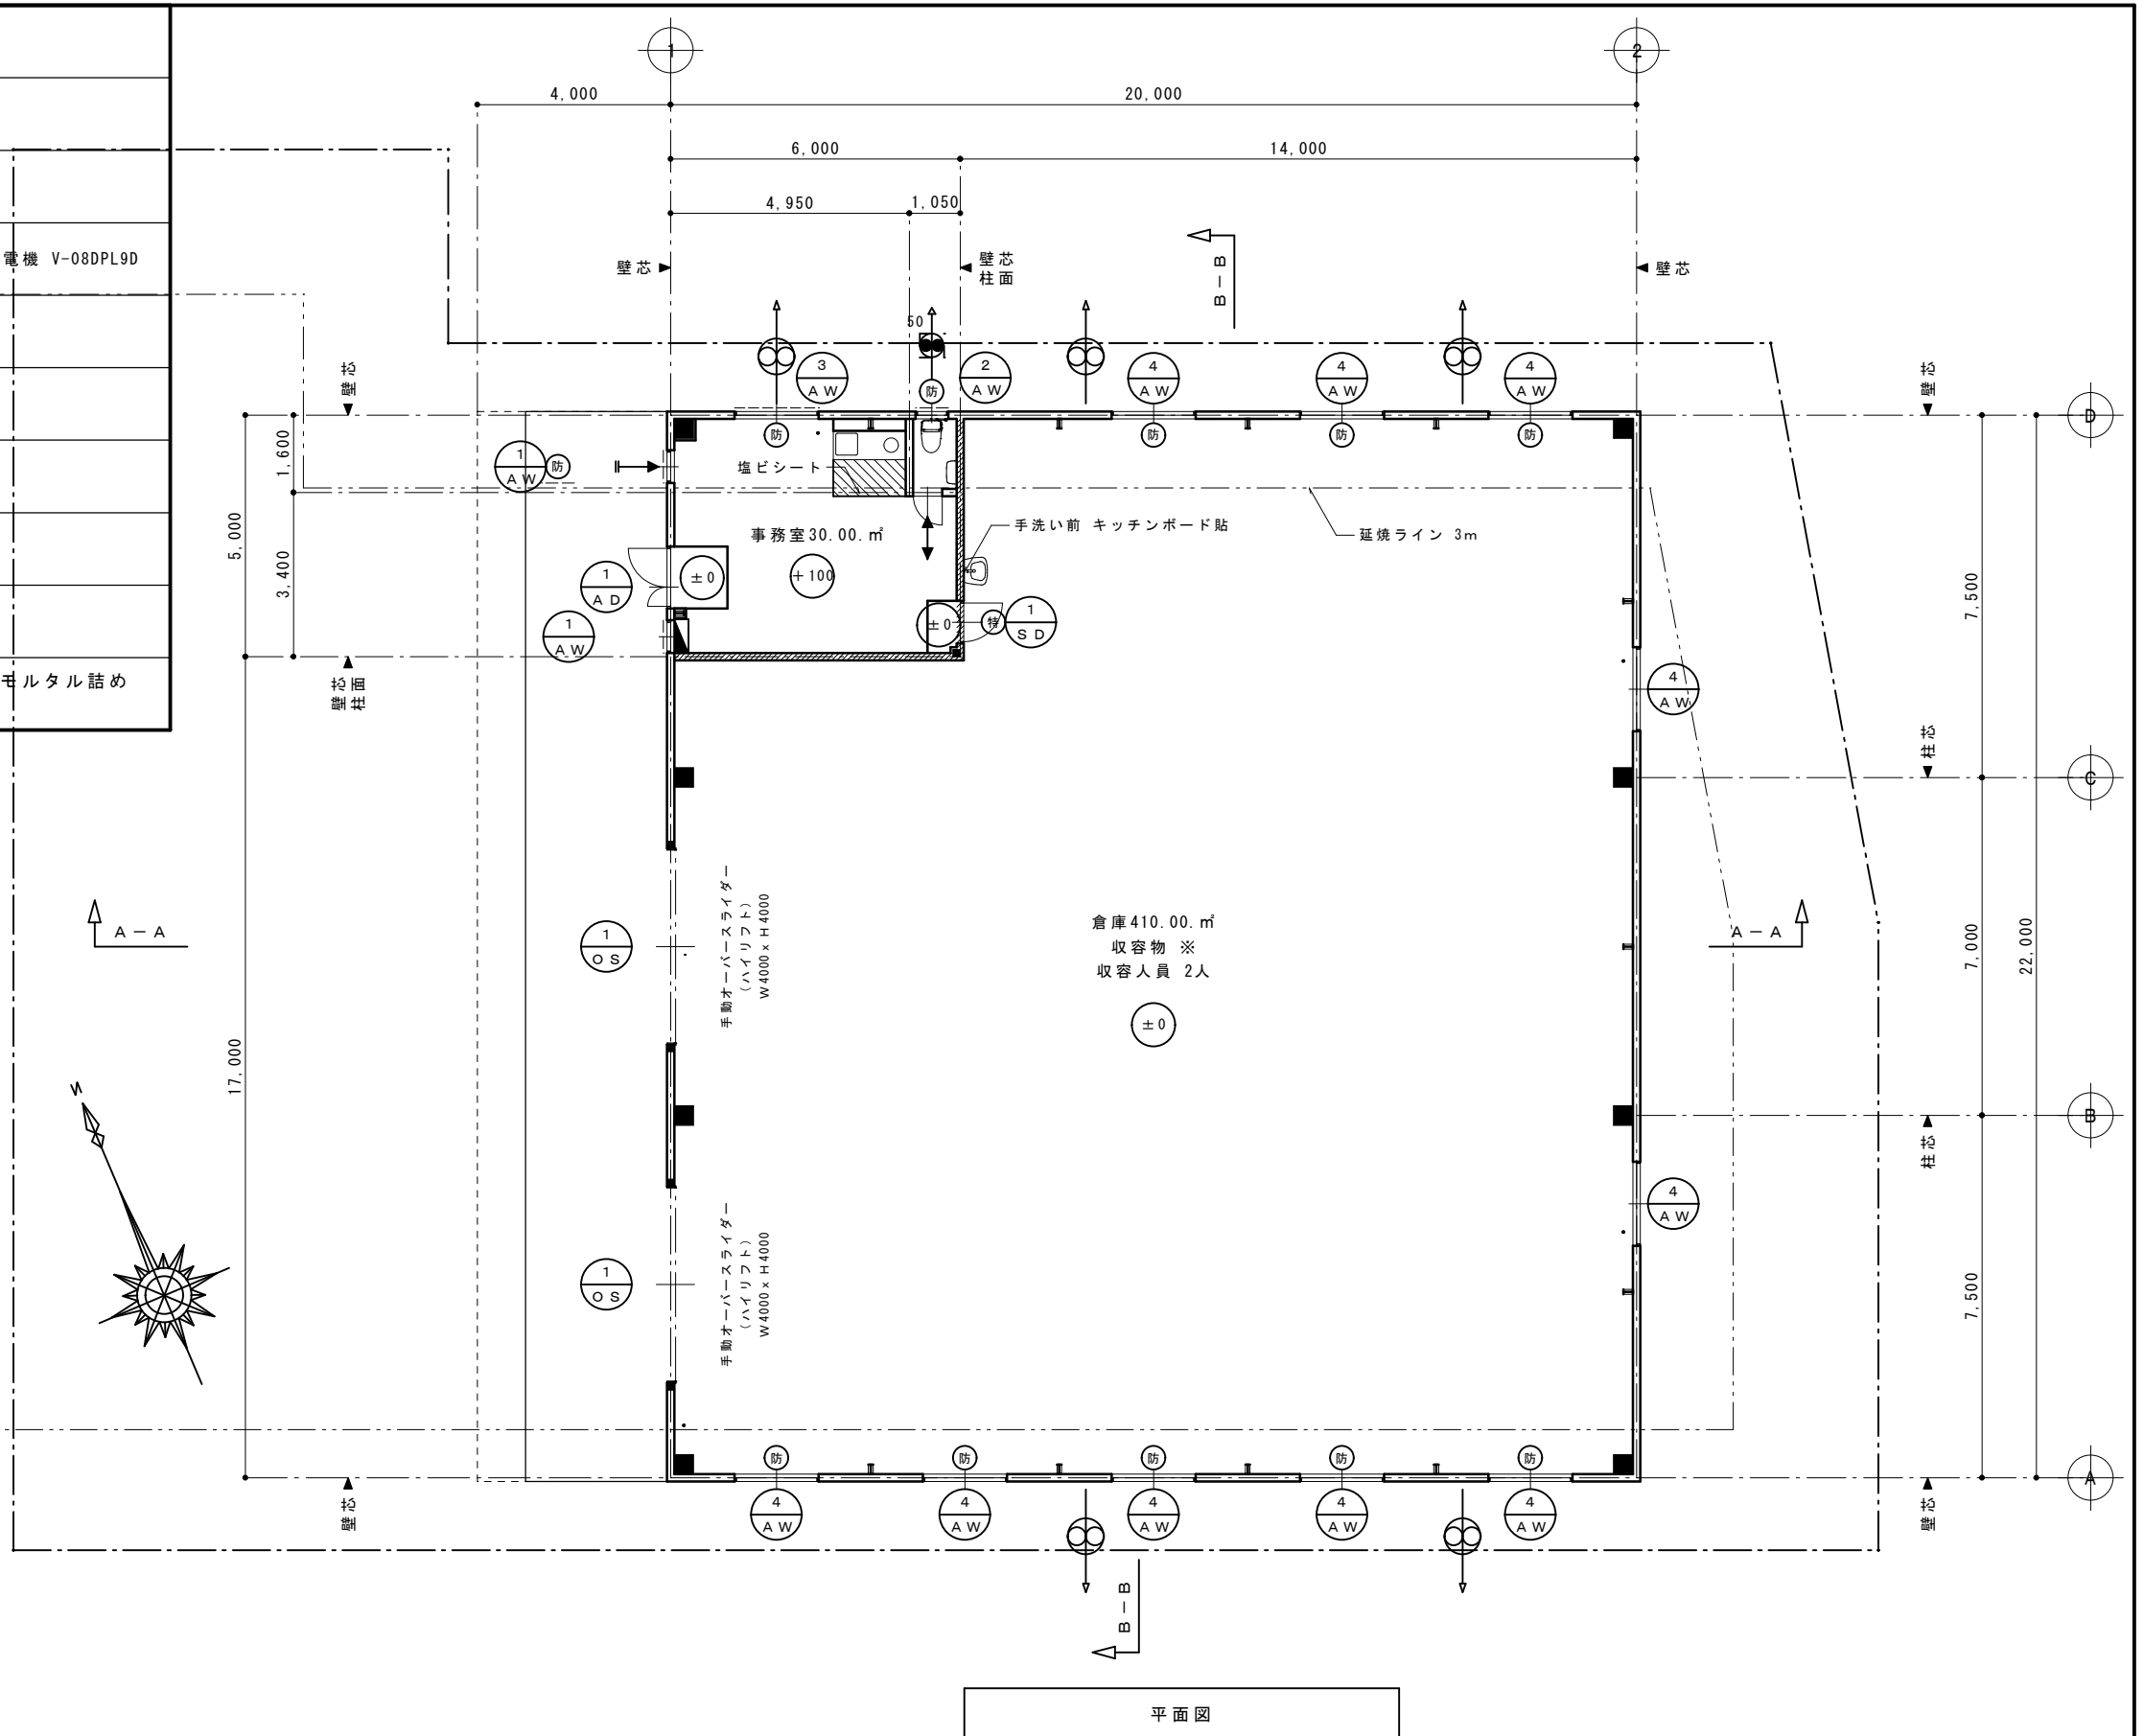 1
2
4,000
20,000
6,000
14,000
4,950
1,050
電機 V-08DPL9D
壁芯
壁芯
柱面
B－B
壁芯
50
3
AW
防
2
AW
4
AW
4
AW
4
AW
壁芯
壁芯
D
1
AW
防
防
防
防
防
1,600
塩ビシート
5,000
3,400
事務室30.00.㎡
手洗い前 キッチンボード貼
延焼ライン 3m
1
AD
±0
+100
7,500
1
AW
±0
特
1
SD
モルタル詰め
壁芯
柱面
4
AW
柱芯
C
手動オーバースライダー
（ハイリフト）
W4000xH4000
倉庫410.00.㎡
収容物 ※
収容人員 2人
±0
A－A
1
OS
A－A
7,000
22,000
17,000
N
B
柱芯
4
AW
手動オーバースライダー
（ハイリフト）
W4000xH4000
1
OS
7,500
防
防
防
防
防
A
4
AW
4
AW
4
AW
4
AW
4
AW
壁芯
壁芯
B－B
平面図